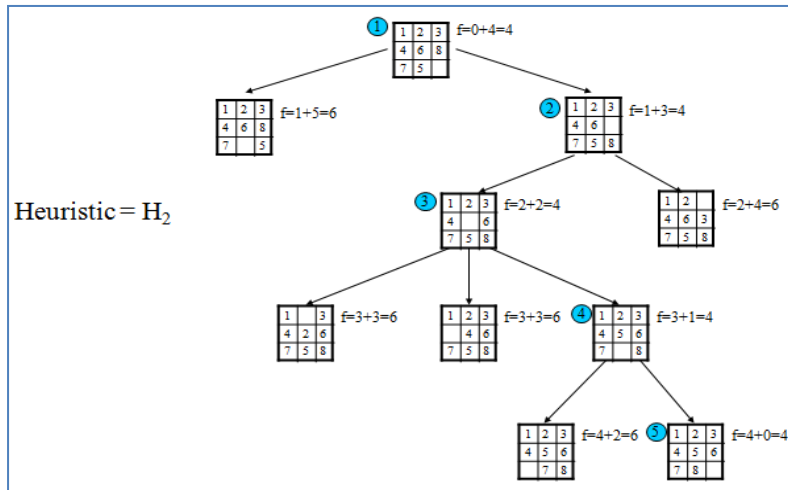 1
1 2 3
4 6 8
7 5
f=0+4=4
1 2 3
4 6 8
7 5
f=1+5=6
2
1 2 3
4 6
7 5 8
f=1+3=4
Heuristic = H₂
3
1 2 3
4 6
7 5 8
f=2+2=4
1 2
4 6 3
7 5 8
f=2+4=6
1 3
4 2 6
7 5 8
f=3+3=6
1 2 3
4 6
7 5 8
f=3+3=6
4
1 2 3
4 5 6
7 8
f=3+1=4
1 2 3
4 5 6
7 8
f=4+2=6
5
1 2 3
4 5 6
7 8
f=4+0=4